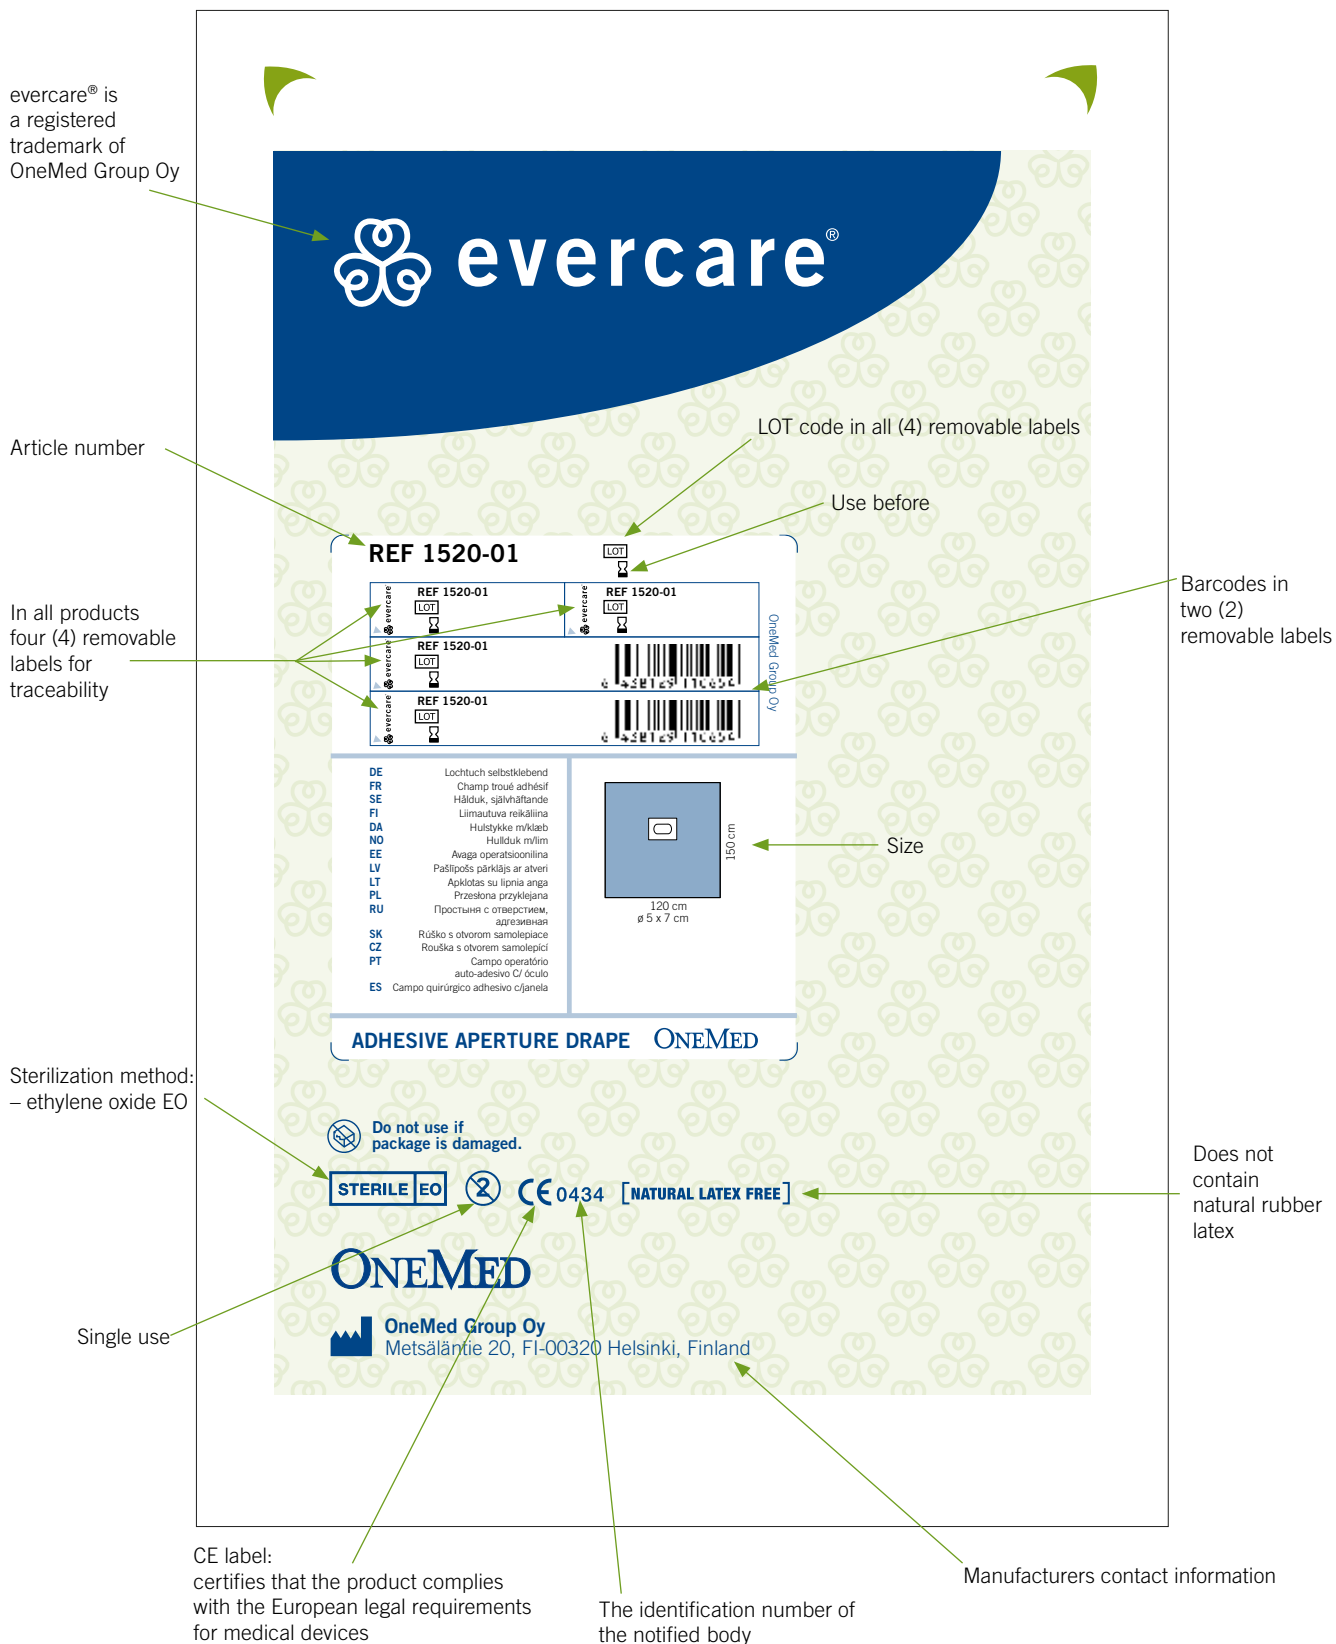 evercare® is
a registered
trademark of
OneMed Group Oy
evercare®
Article number
LOT code in all (4) removable labels
Use before
REF 1520-01
LOT
In all products
four (4) removable
labels for
traceability
evercare
REF 1520-01
LOT
evercare
REF 1520-01
LOT
evercare
REF 1520-01
LOT
evercare
REF 1520-01
LOT
OneMed Group Oy
Barcodes in
two (2)
removable labels
DE Lochtuch selbstklebend
FR Champ troué adhésif
SE Hålduk, självhäftande
FI Liimautuva reikäliina
DA Hulstykke m/klæb
NO Hullduk m/lim
EE Avaga operatsioonilina
LV Pašlīpošs pārklājs ar atveri
LT Apklotas su lipnia anga
PL Przesłona przyklejana
RU Простыня с отверстием,
адгезивная
SK Rúško s otvorom samolepiace
CZ Rouška s otvorem samolepící
PT Campo operatório
auto-adesivo C/ óculo
ES Campo quirúrgico adhesivo c/janela
150 cm
120 cm
ø 5 x 7 cm
Size
ADHESIVE APERTURE DRAPE ONEMED
Sterilization method:
– ethylene oxide EO
Do not use if
package is damaged.
STERILE EO
2
CE 0434
[NATURAL LATEX FREE]
Does not
contain
natural rubber
latex
ONEMED
Single use
OneMed Group Oy
Metsäläntie 20, FI-00320 Helsinki, Finland
CE label:
certifies that the product complies
with the European legal requirements
for medical devices
The identification number of
the notified body
Manufacturers contact information